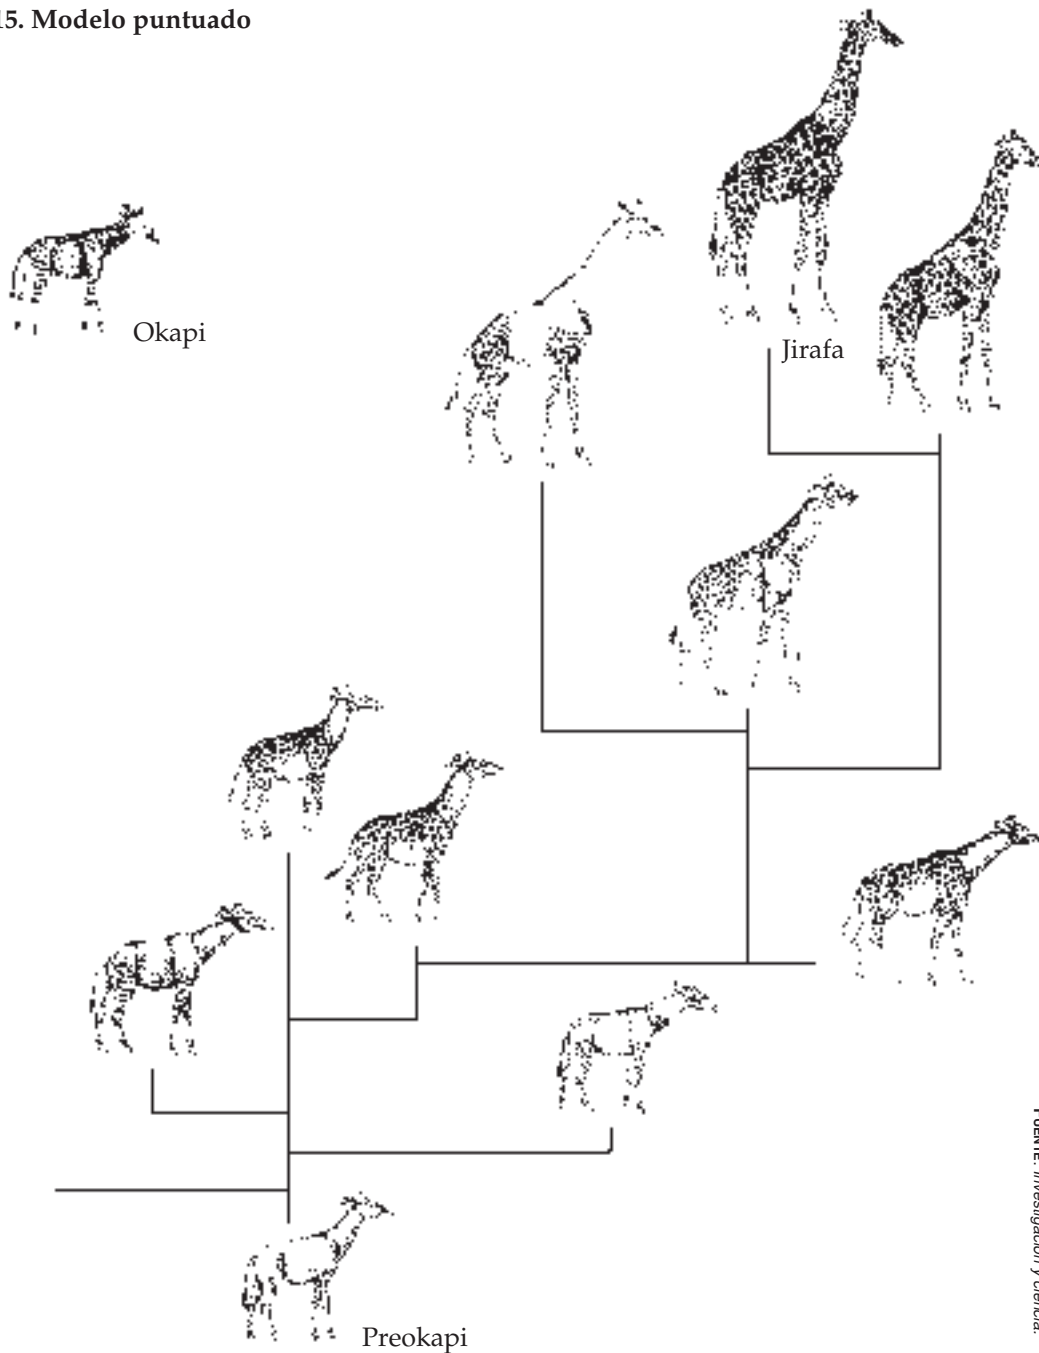 15. Modelo puntuado
Okapi
Jirafa
Preokapi
FUENTE: Investigación y ciencia.